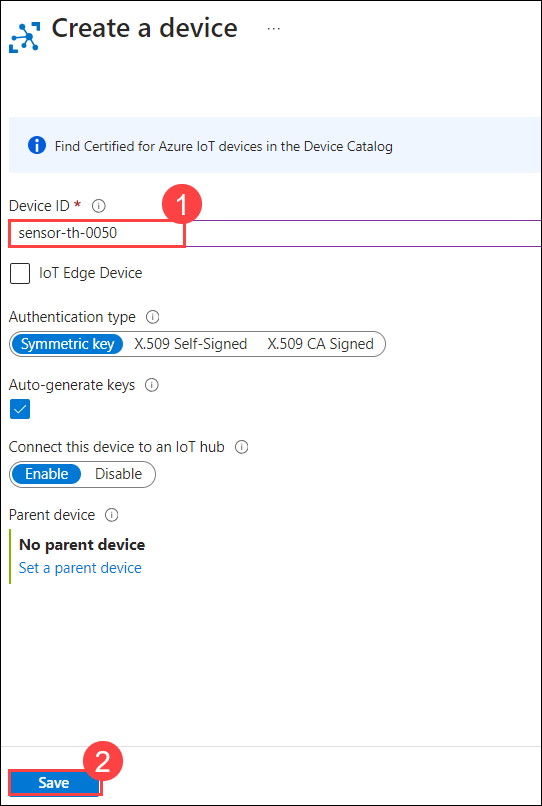 Create a device ...
Find Certified for Azure IoT devices in the Device Catalog
Device ID *
1
sensor-th-0050
IoT Edge Device
Authentication type
Symmetric key X.509 Self-Signed X.509 CA Signed
Auto-generate keys
Connect this device to an IoT hub
Enable Disable
Parent device
No parent device
Set a parent device
2
Save